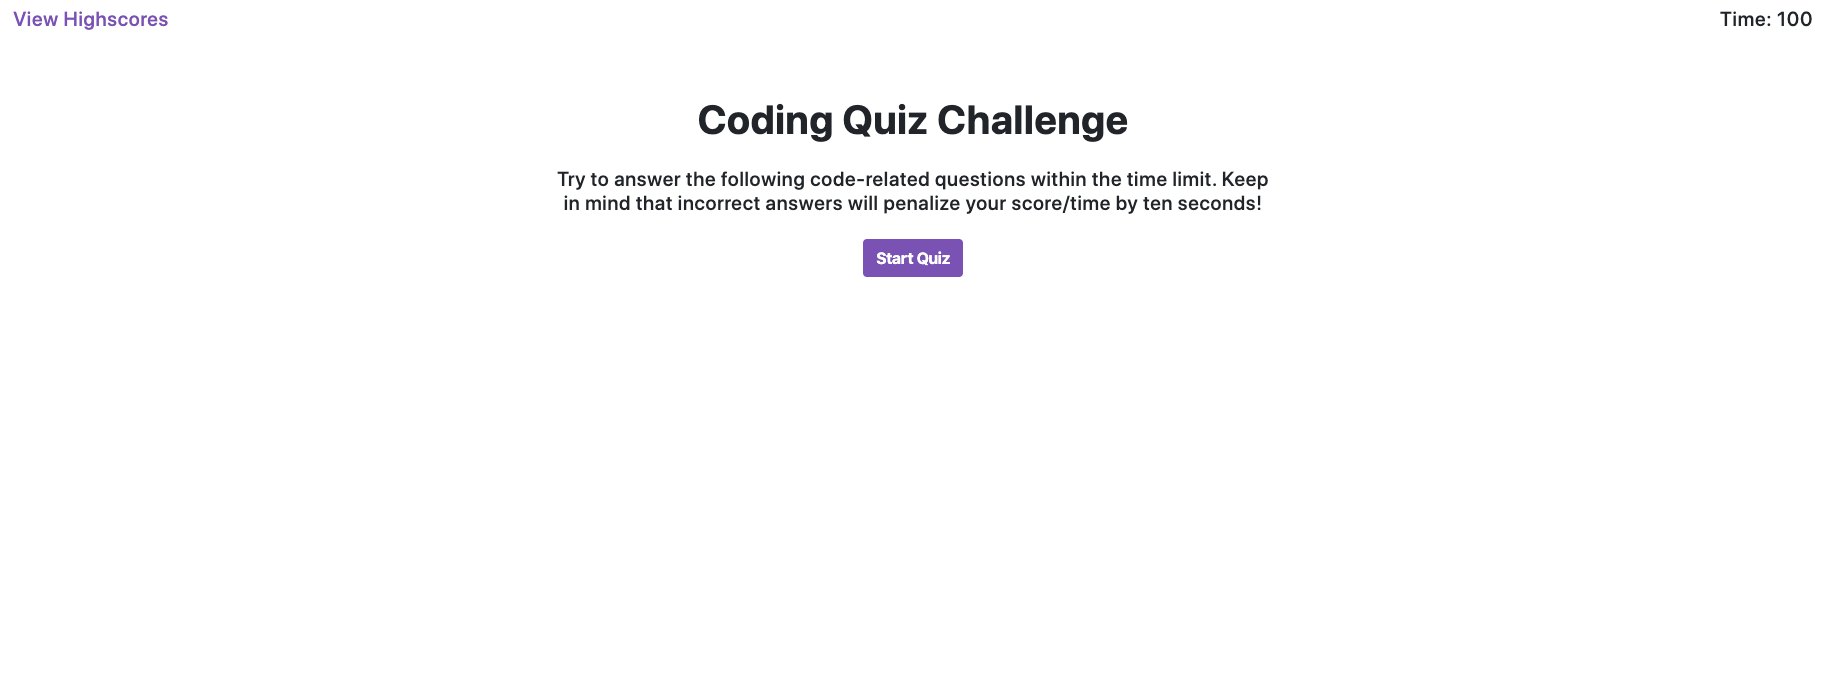 View Highscores
Time: 100
Coding Quiz Challenge
Try to answer the following code-related questions within the time limit. Keep
in mind that incorrect answers will penalize your score/time by ten seconds!
Start Quiz